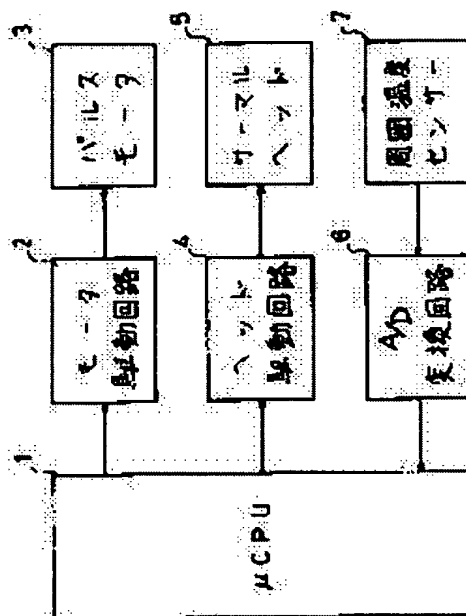 1
μCPU
2
モータ
駆動回路
3
パルス
モータ
4
ヘッド
駆動回路
5
サーマル
ヘッド
6
A/D
変換回路
7
周囲温度
センサー